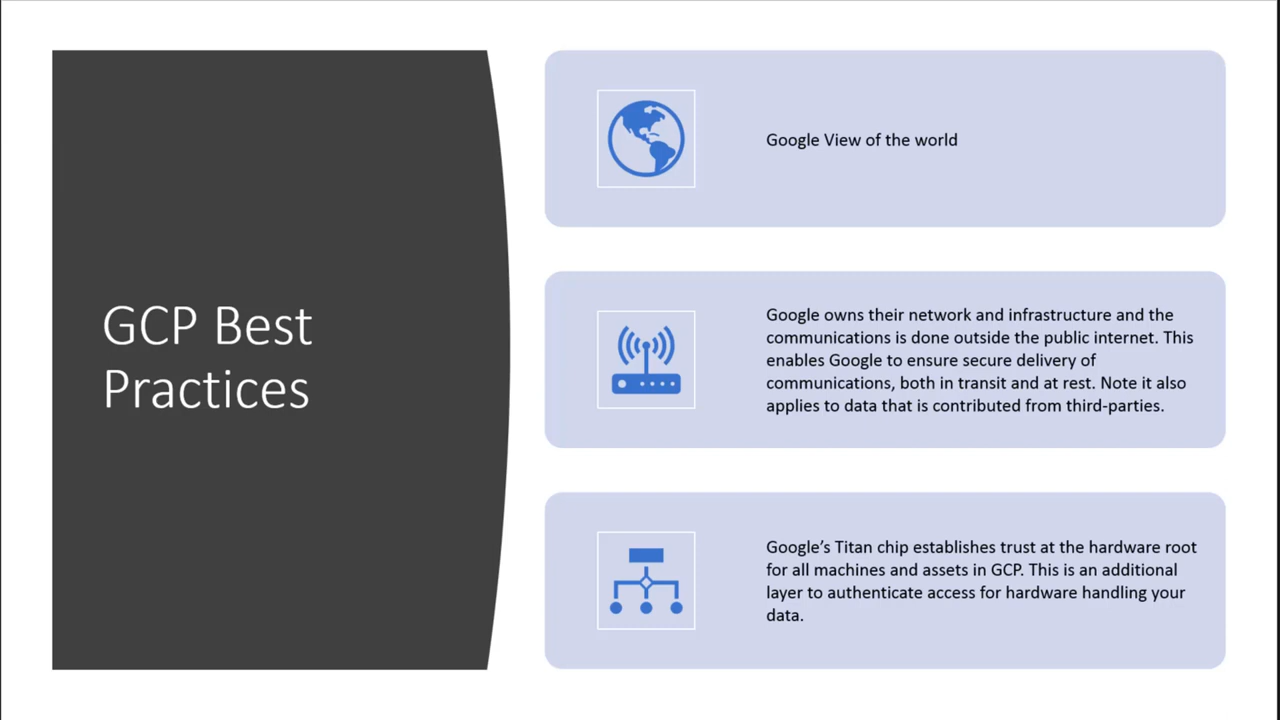 GCP Best
Practices
Google View of the world
Google owns their network and infrastructure and the
communications is done outside the public internet. This
enables Google to ensure secure delivery of
communications, both in transit and at rest. Note it also
applies to data that is contributed from third-parties.
Google’s Titan chip establishes trust at the hardware root
for all machines and assets in GCP. This is an additional
layer to authenticate access for hardware handling your
data.